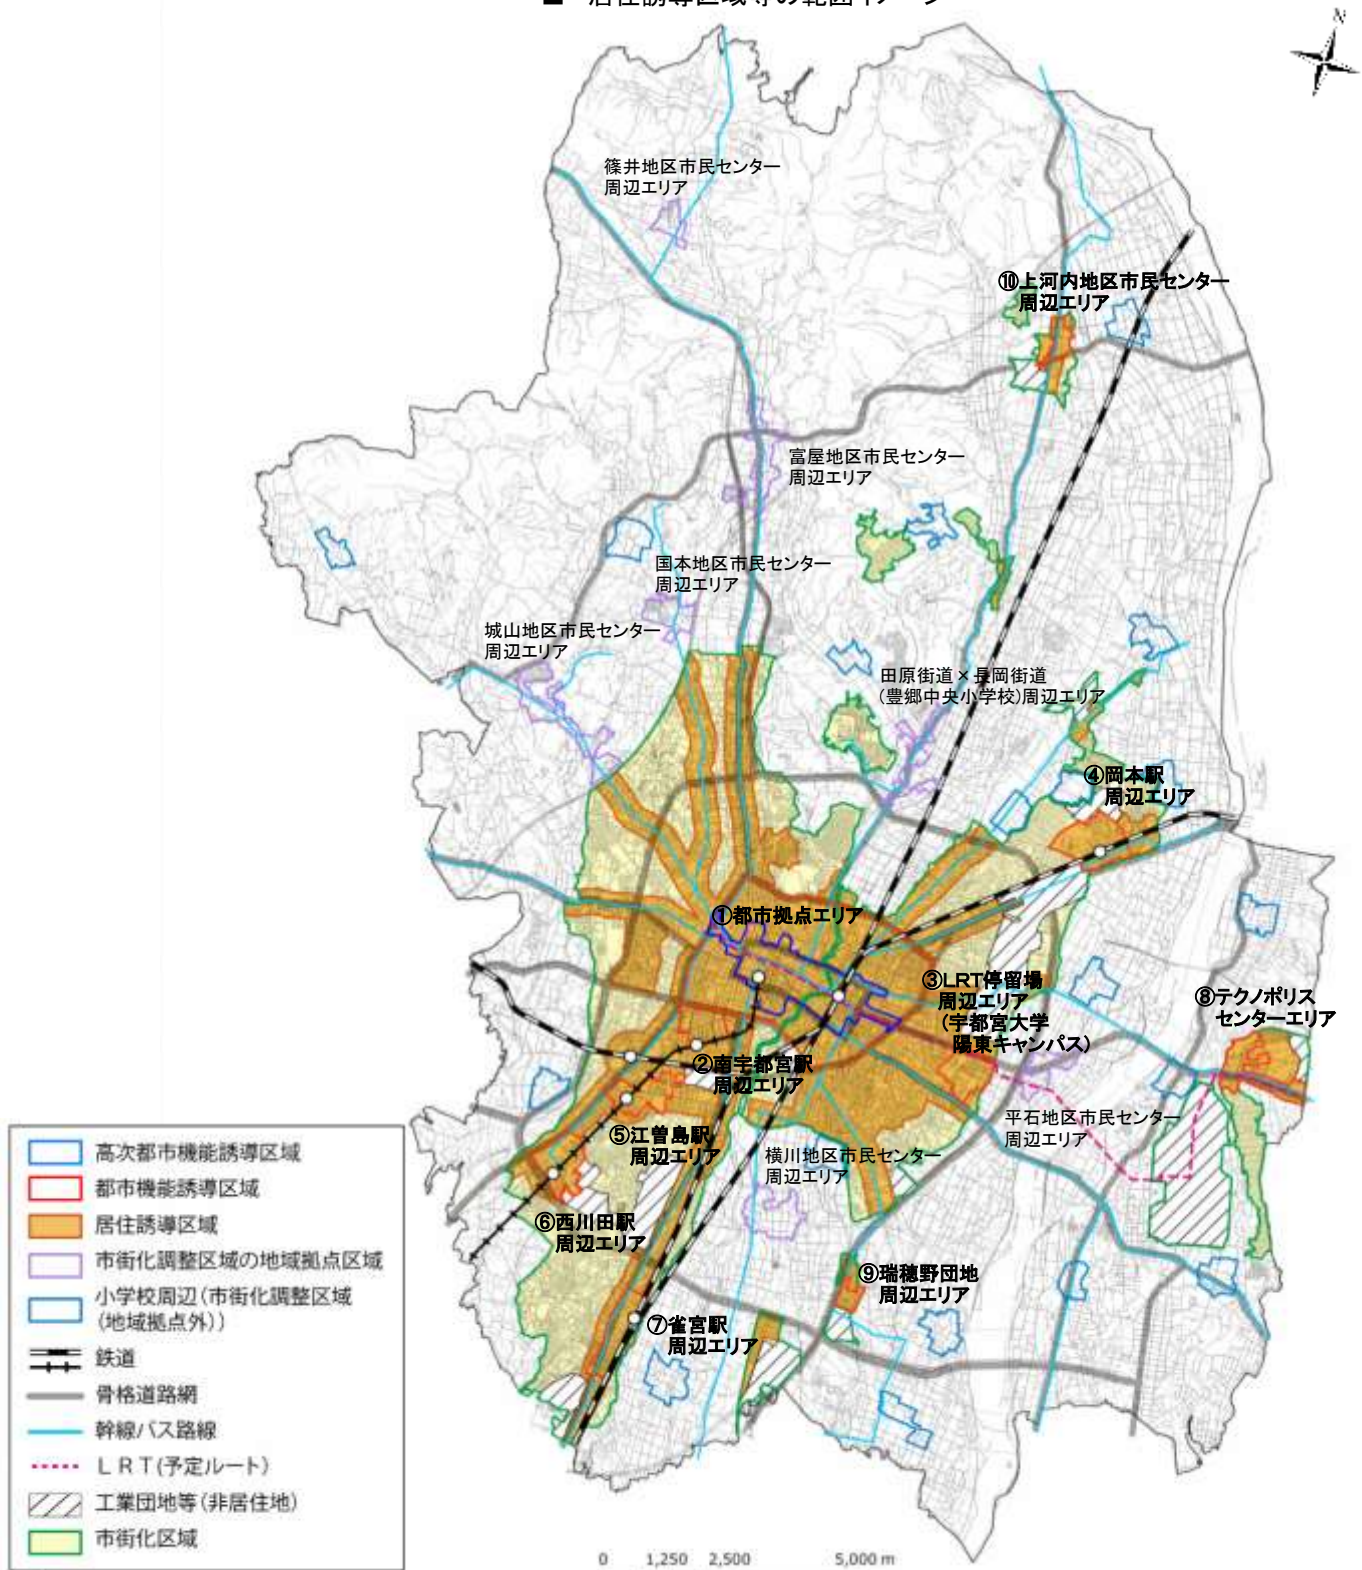 ■ 居住誘導区域等の範囲イメージ
N
篠井地区市民センター
周辺エリア
⑩上河内地区市民センター
周辺エリア
富屋地区市民センター
周辺エリア
国本地区市民センター
周辺エリア
城山地区市民センター
周辺エリア
田原街道×長岡街道
(豊郷中央小学校)周辺エリア
④岡本駅
周辺エリア
①都市拠点エリア
③LRT停留場
周辺エリア
(宇都宮大学
陽東キャンパス)
⑧テクノポリス
センターエリア
②南宇都宮駅
周辺エリア
平石地区市民センター
周辺エリア
⑤江曽島駅
周辺エリア
横川地区市民センター
周辺エリア
⑥西川田駅
周辺エリア
⑨瑞穂野団地
周辺エリア
⑦雀宮駅
周辺エリア
高次都市機能誘導区域
都市機能誘導区域
居住誘導区域
市街化調整区域の地域拠点区域
小学校周辺(市街化調整区域
(地域拠点外))
鉄道
骨格道路網
幹線バス路線
LRT(予定ルート)
工業団地等(非居住地)
市街化区域
0 1,250 2,500 5,000 m